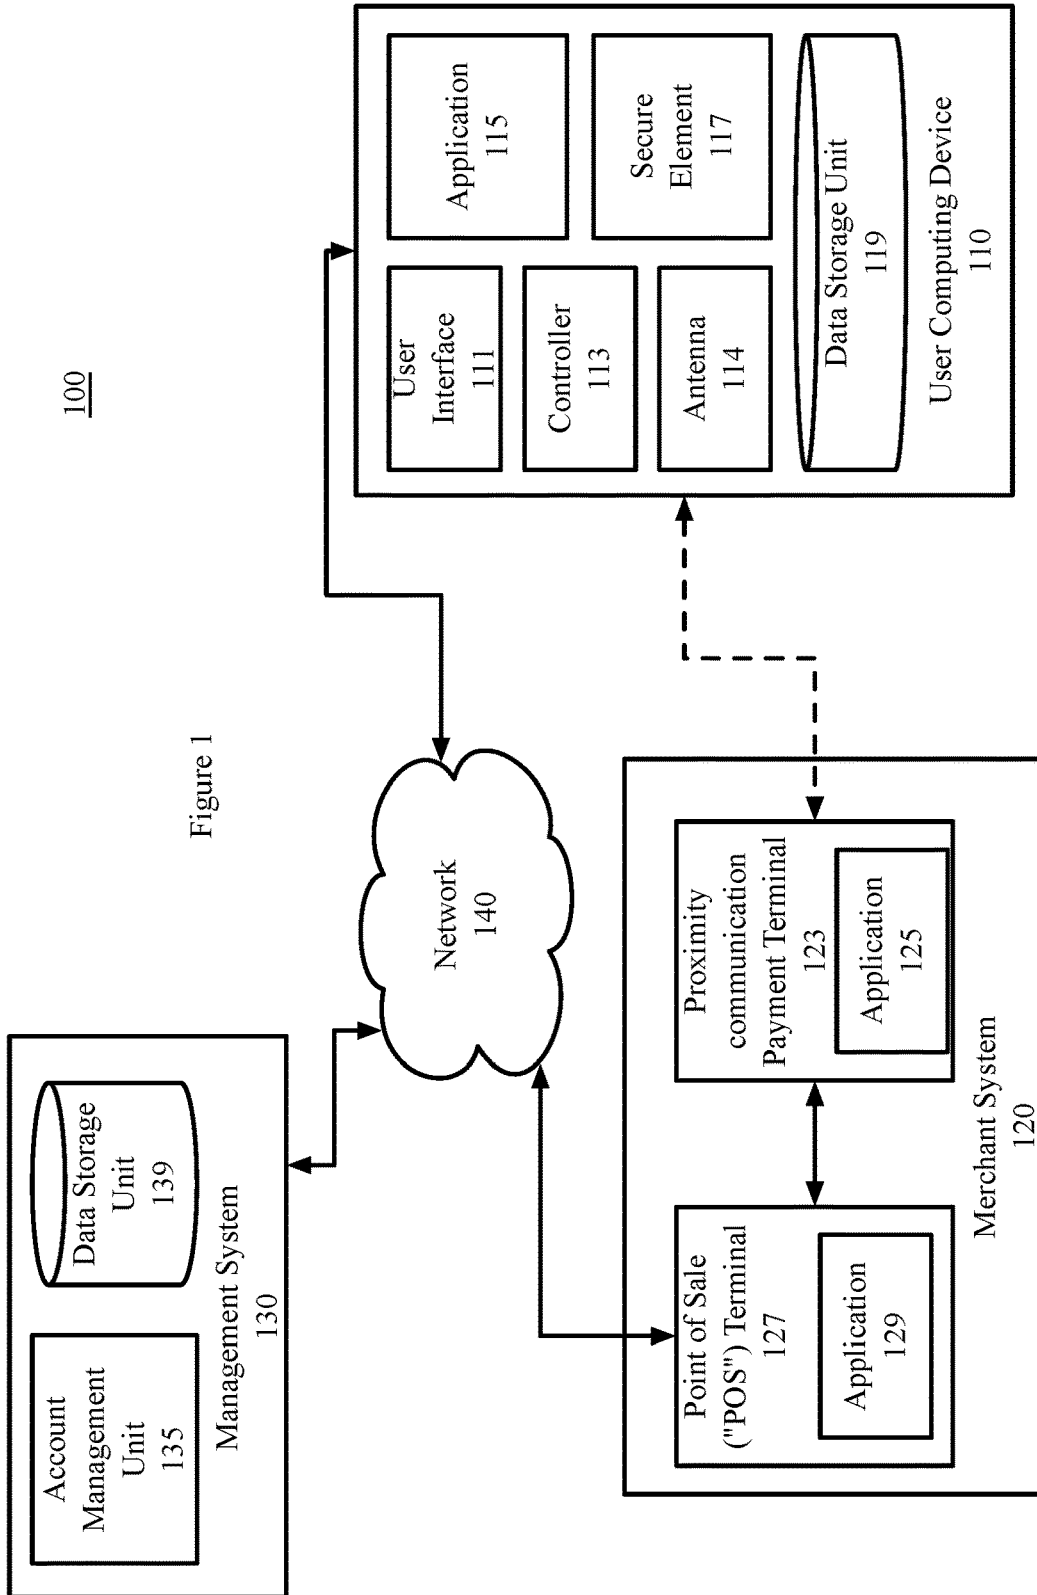 100
Figure 1
Account
Management
Unit
135
Data Storage
Unit
139
Management System
130
Network
140
User
Interface
111
Application
115
Controller
113
Antenna
114
Secure
Element
117
Data Storage Unit
119
User Computing Device
110
Point of Sale
("POS") Terminal
127
Application
129
Proximity
communication
Payment Terminal
123
Application
125
Merchant System
120